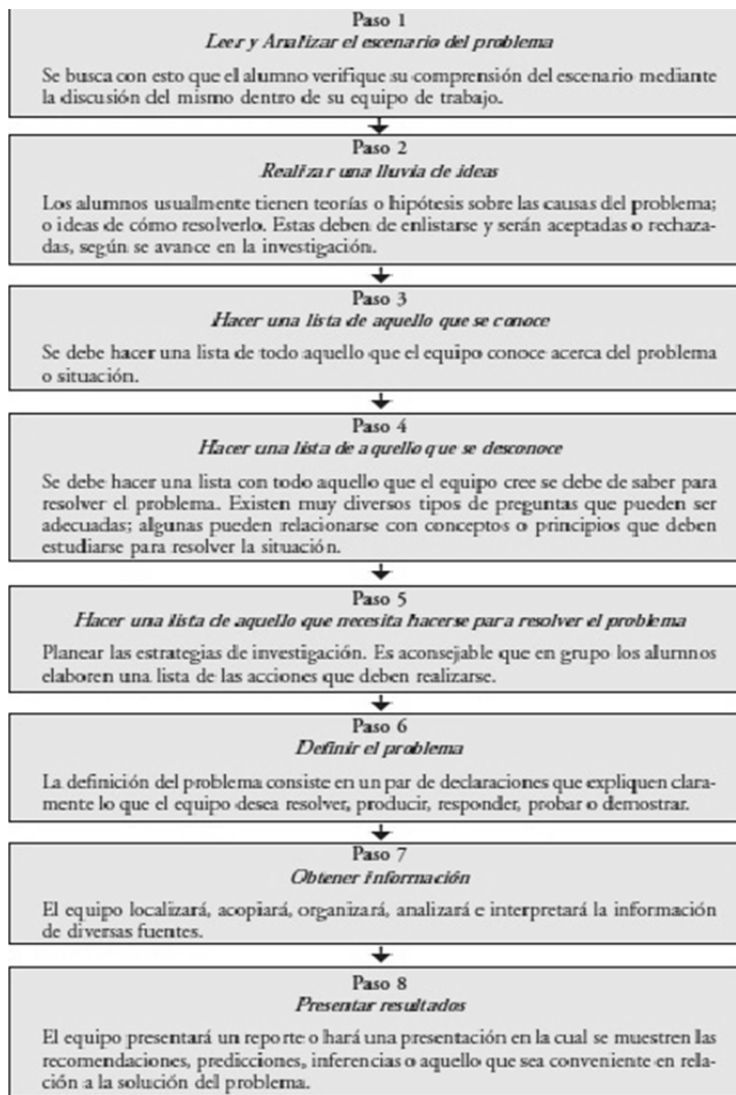 Paso 1
Leer y Analizar el escenario del problema
Se busca con esto que el alumno verifique su comprensión del escenario mediante
la discusión del mismo dentro de su equipo de trabajo.
Paso 2
Realizar una lluvia de ideas
Los alumnos usualmente tienen teorías o hipótesis sobre las causas del problema;
o ideas de cómo resolverlo. Estas deben de enlistarse y serán aceptadas o rechaza-
das, según se avance en la investigación.
Paso 3
Hacer una lista de aquello que se conoce
Se debe hacer una lista de todo aquello que el equipo conoce acerca del problema
o situación.
Paso 4
Hacer una lista de aquello que se desconoce
Se debe hacer una lista con todo aquello que el equipo cree se debe de saber para
resolver el problema. Existen muy diversos tipos de preguntas que pueden ser
adecuadas; algunas pueden relacionarse con conceptos o principios que deben
estudiarse para resolver la situación.
Paso 5
Hacer una lista de aquello que necesita hacerse para resolver el problema
Planear las estrategias de investigación. Es aconsejable que en grupo los alumnos
elaboren una lista de las acciones que deben realizarse.
Paso 6
Definir el problema
La definición del problema consiste en un par de declaraciones que expliquen clara-
mente lo que el equipo desea resolver, producir, responder, probar o demostrar.
Paso 7
Obtener información
El equipo localizará, acopiará, organizará, analizará e interpretará la información
de diversas fuentes.
Paso 8
Presentar resultados
El equipo presentará un reporte o hará una presentación en la cual se muestren las
recomendaciones, predicciones, inferencias o aquello que sea conveniente en rela-
ción a la solución del problema.